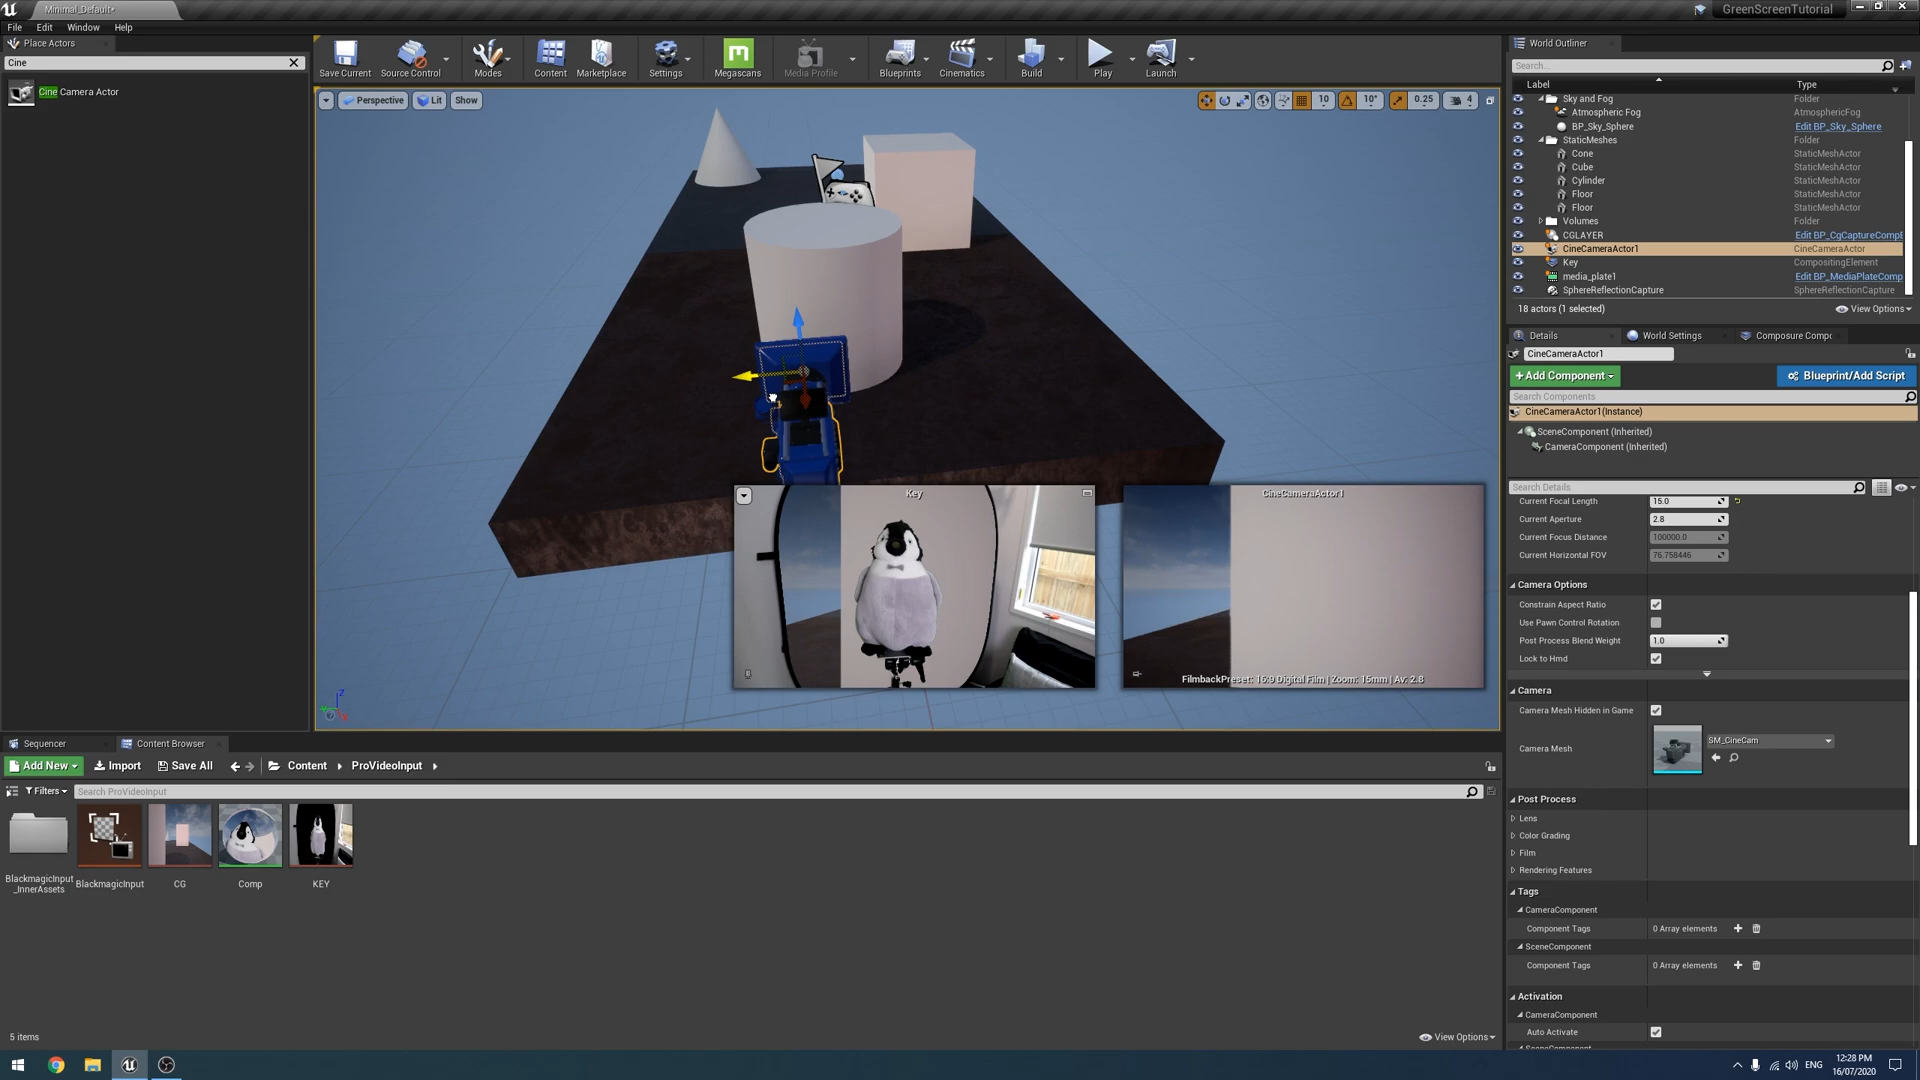 Minimal_Default*
GreenScreenTutorial
File Edit Window Help
Place Actors
Cine
Cine Camera Actor
Save Current
Source Control
Modes
Content
Marketplace
Settings
Megascans
Media Profile
Blueprints
Cinematics
Build
Play
Launch
Perspective
Lit
Show
10
10°
0.25
4
Key
CineCameraActor1
FilmbackPreset: 16:9 Digital Film | Zoom: 15mm | Av: 2.8
World Outliner
Search...
Label Type
Sky and Fog Folder
Atmospheric Fog AtmosphericFog
BP_Sky_Sphere Edit BP_Sky_Sphere
StaticMeshes Folder
Cone StaticMeshActor
Cube StaticMeshActor
Cylinder StaticMeshActor
Floor StaticMeshActor
Floor StaticMeshActor
Volumes Folder
CGLAYER Edit BP_CgCaptureCompE
CineCameraActor1 CineCameraActor
Key CompositingElement
media_plate1 Edit BP_MediaPlateComp
SphereReflectionCapture SphereReflectionCapture
18 actors (1 selected) View Options
Details World Settings Composure Compo
CineCameraActor1
+Add Component Blueprint/Add Script
Search Components
CineCameraActor1(Instance)
SceneComponent (Inherited)
CameraComponent (Inherited)
Search Details
Current Focal Length 15.0
Current Aperture 2.8
Current Focus Distance 100000.0
Current Horizontal FOV 76.758446
Camera Options
Constrain Aspect Ratio
Use Pawn Control Rotation
Post Process Blend Weight 1.0
Lock to Hmd
Camera
Camera Mesh Hidden in Game
Camera Mesh SM_CineCam
Post Process
Lens
Color Grading
Film
Rendering Features
Tags
CameraComponent
Component Tags 0 Array elements
SceneComponent
Component Tags 0 Array elements
Activation
CameraComponent
Auto Activate
Sequencer Content Browser
Add New Import Save All Content ProVideoInput
Filters Search ProVideoInput
BlackmagicInput
_InnerAssets
BlackmagicInput
CG
Comp
KEY
5 items View Options
ENG
12:28 PM
16/07/2020